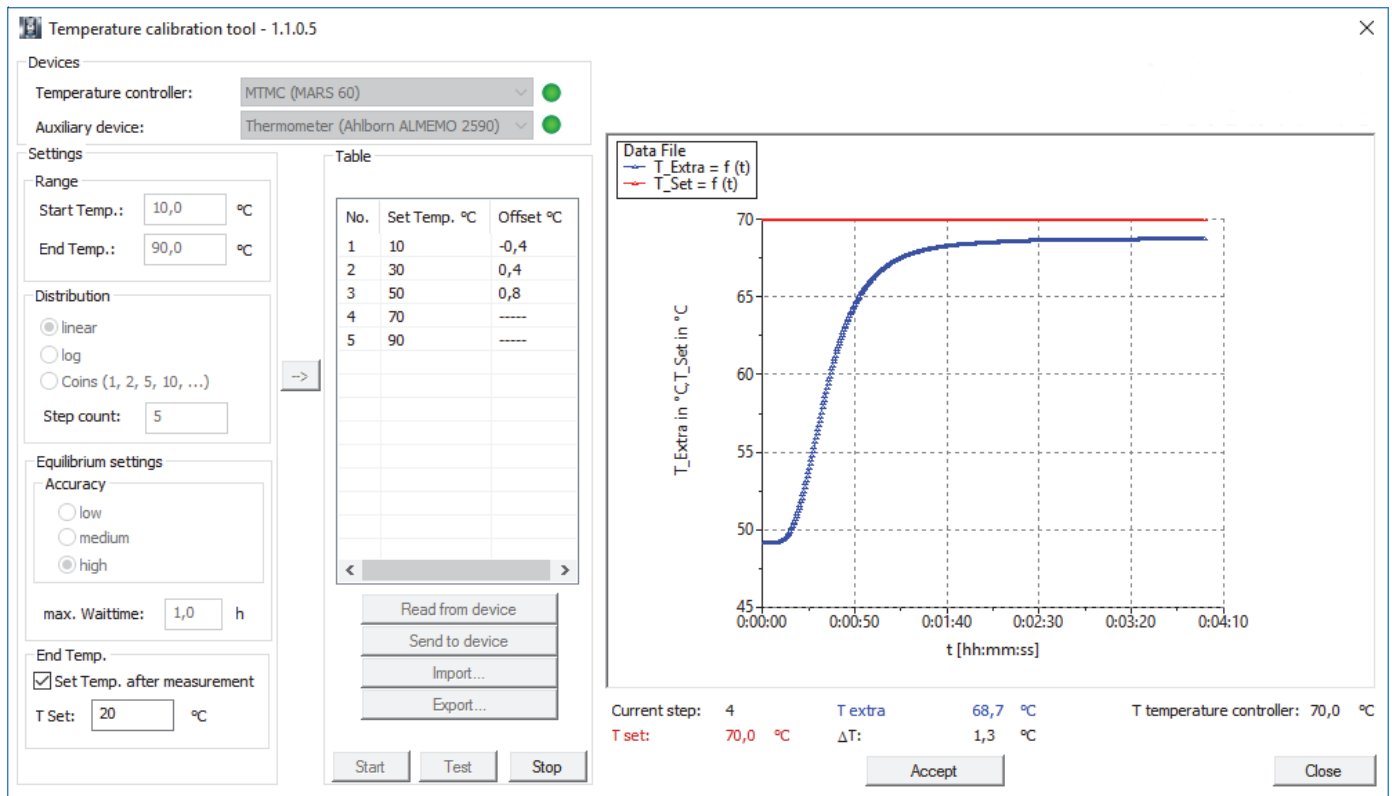 Temperature calibration tool - 1.1.0.5
Devices
Temperature controller: MTMC (MARS 60)
Auxiliary device: Thermometer (Ahlborn ALMEMO 2590)
Settings
Range
Start Temp.: 10,0 °C
End Temp.: 90,0 °C
Distribution
linear
log
Coins (1, 2, 5, 10, ...)
Step count: 5
Equilibrium settings
Accuracy
low
medium
high
max. Waittime: 1,0 h
End Temp.
Set Temp. after measurement
T Set: 20 °C
-->
Table
No. Set Temp. °C Offset °C
1 10 -0,4
2 30 0,4
3 50 0,8
4 70 -----
5 90 -----
Read from device
Send to device
Import...
Export...
Start Test Stop
Data File
T_Extra = f (t)
T_Set = f (t)
T_Extra in °C,T_Set in °C
70
65
60
55
50
45
0:00:00 0:00:50 0:01:40 0:02:30 0:03:20 0:04:10
t [hh:mm:ss]
Current step: 4 T extra 68,7 °C T temperature controller: 70,0 °C
T set: 70,0 °C ΔT: 1,3 °C
Accept Close